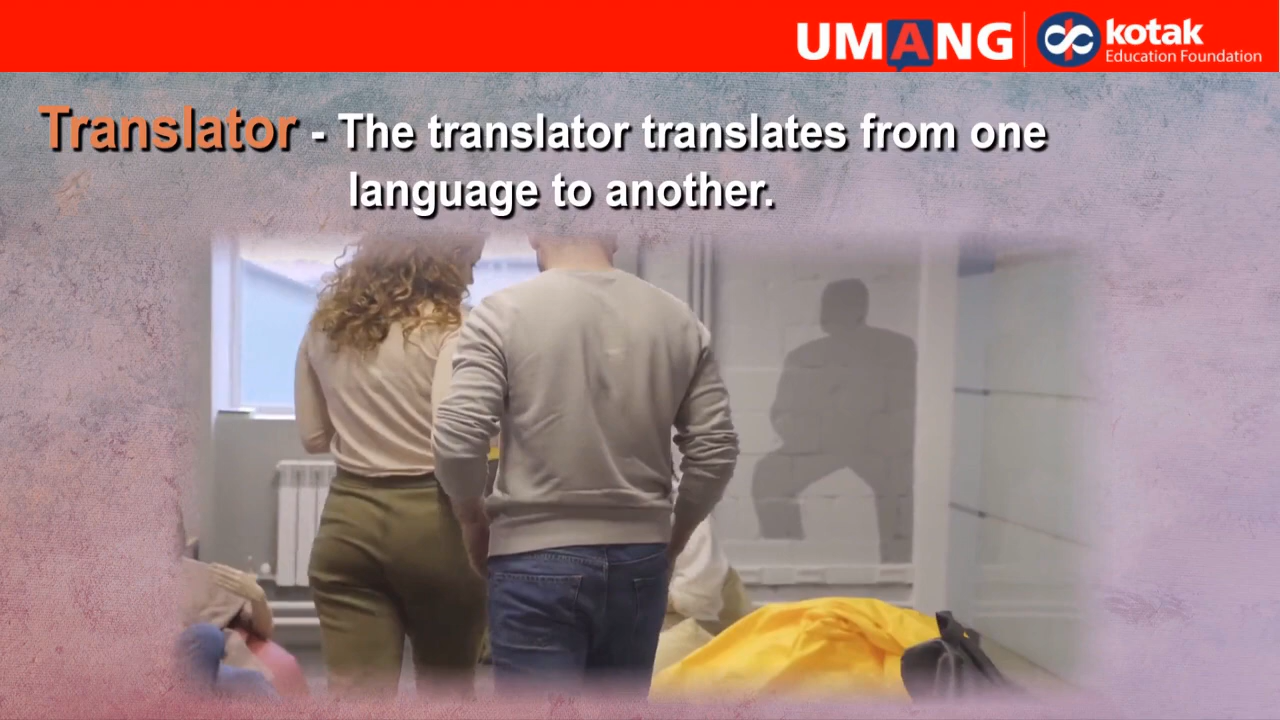 UMANG
kotak
Education Foundation
Translator - The translator translates from one
language to another.